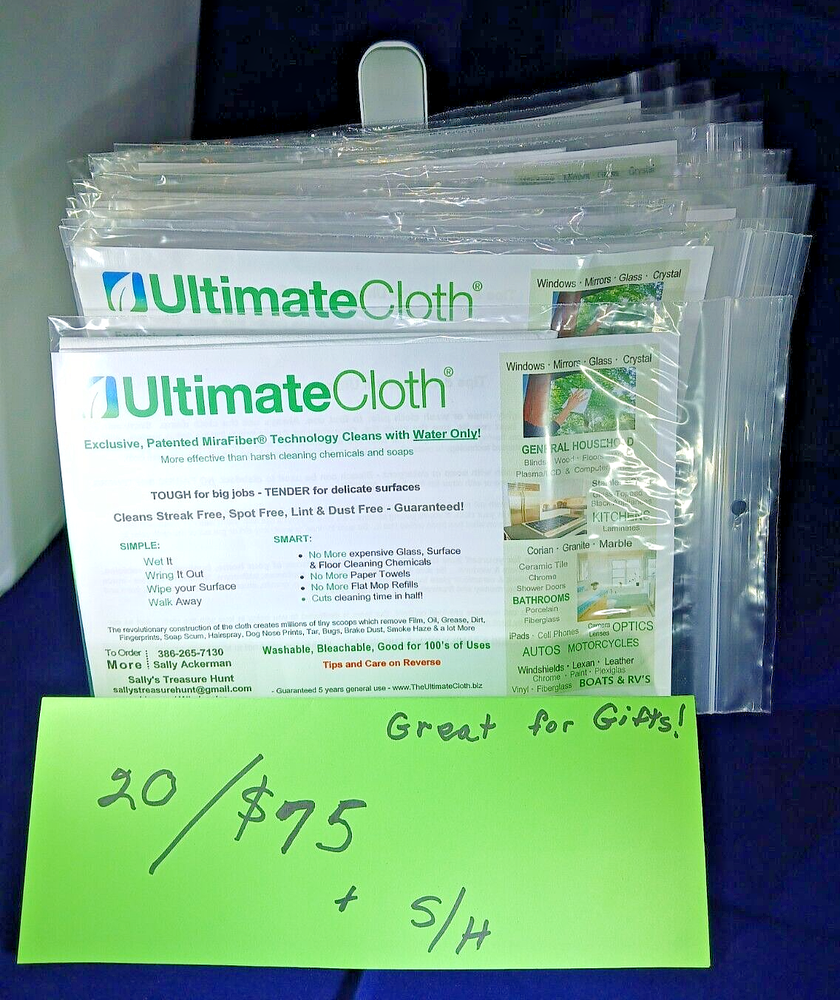 Windows · Mirrors · Glass · Crystal
UltimateCloth®
Windows · Mirrors · Glass · Crystal
UltimateCloth®
Exclusive, Patented MiraFiber® Technology Cleans with Water Only!
More effective than harsh cleaning chemicals and soaps
TOUGH for big jobs - TENDER for delicate surfaces
Cleans Streak Free, Spot Free, Lint & Dust Free - Guaranteed!
SIMPLE:
Wet It
Wring It Out
Wipe your Surface
Walk Away
SMART:
• No More expensive Glass, Surface
& Floor Cleaning Chemicals
• No More Paper Towels
• No More Flat Mop Refills
• Cuts cleaning time in half!
The revolutionary construction of the cloth creates millions of tiny scoops which remove Film, Oil, Grease, Dirt,
Fingerprints, Soap Scum, Hairspray, Dog Nose Prints, Tar, Bugs, Brake Dust, Smoke Haze & a lot More
To Order
More
386-265-7130
Sally Ackerman
Sally's Treasure Hunt
sallystreasurehunt@gmail.com
Washable, Bleachable, Good for 100's of Uses
Tips and Care on Reverse
- Guaranteed 5 years general use - www.TheUltimateCloth.biz
GENERAL HOUSEHOLD
Blinds · Wood · Floors
Plasma/LCD & Computer
KITCHENS
Laminates
Corian · Granite · Marble
Ceramic Tile
Chrome
Shower Doors
BATHROOMS
Porcelain
Fiberglass
iPads · Cell Phones
Camera Lenses
OPTICS
AUTOS MOTORCYCLES
Windshields · Lexan · Leather
Chrome · Paint · Plexiglas
Vinyl · Fiberglass BOATS & RV'S
Great for Gifts!
20/$75
+ S/H